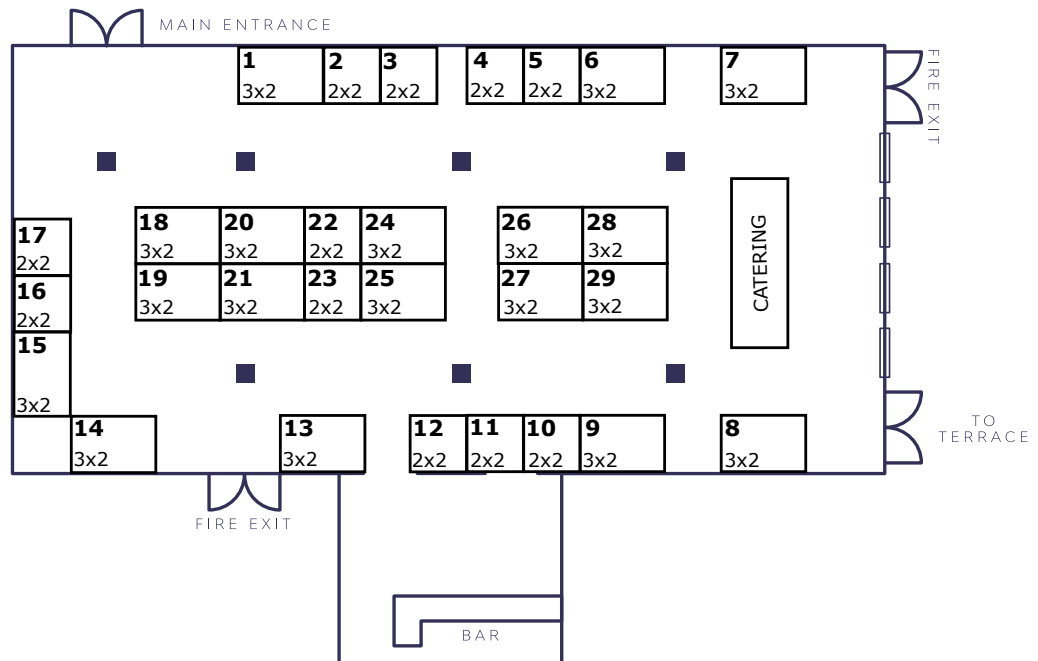 MAIN ENTRANCE
FIRE EXIT
1
3x2
2
2x2
3
2x2
4
2x2
5
2x2
6
3x2
7
3x2
17
2x2
16
2x2
15
3x2
18
3x2
20
3x2
22
2x2
24
3x2
19
3x2
21
3x2
23
2x2
25
3x2
26
3x2
28
3x2
27
3x2
29
3x2
CATERING
14
3x2
13
3x2
12
2x2
11
2x2
10
2x2
9
3x2
8
3x2
TO
TERRACE
FIRE EXIT
BAR